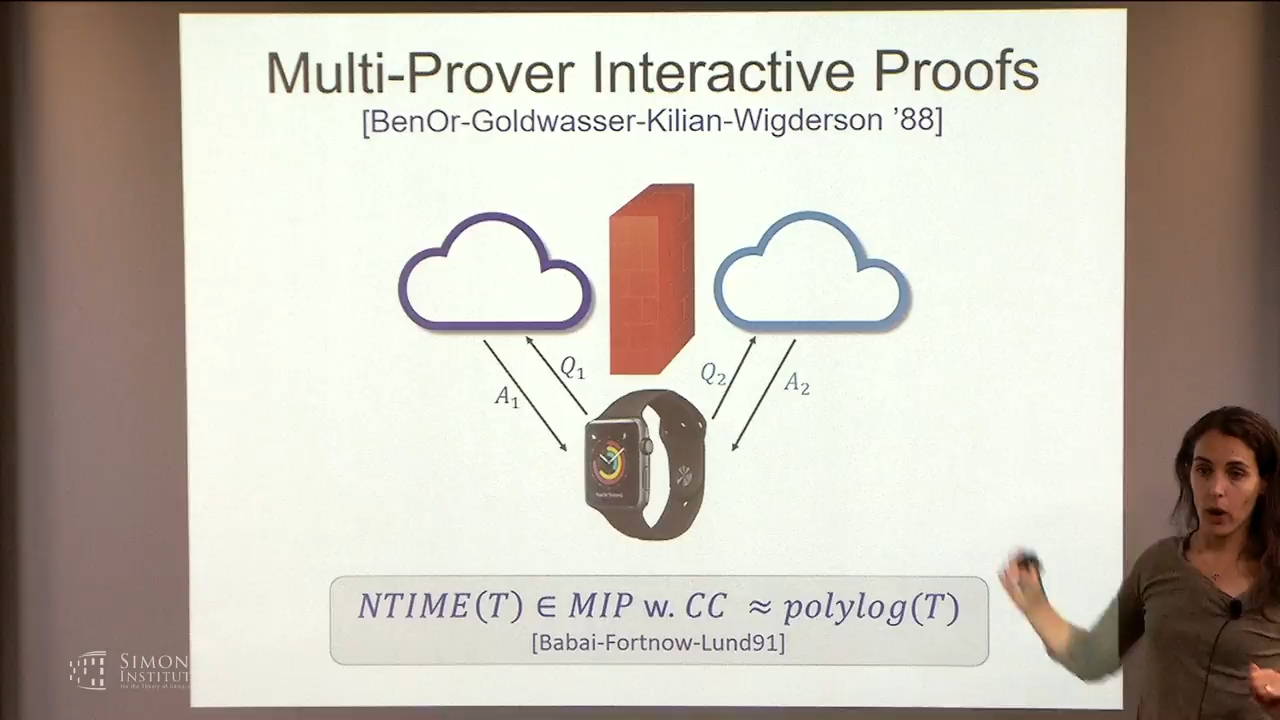 Multi-Prover Interactive Proofs
[BenOr-Goldwasser-Kilian-Wigderson ’88]
Q₁
A₁
Q₂
A₂
NTIME(T) ∈ MIP w. CC ≈ polylog(T)
[Babai-Fortnow-Lund91]
SIMON
INSTITUT